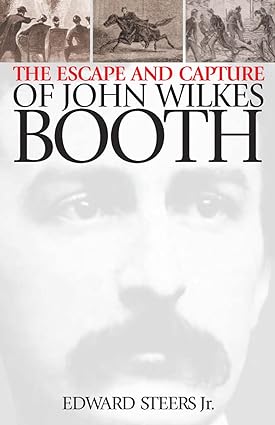 THE ESCAPE AND CAPTURE
OF JOHN WILKES
BOOTH
EDWARD STEERS Jr.